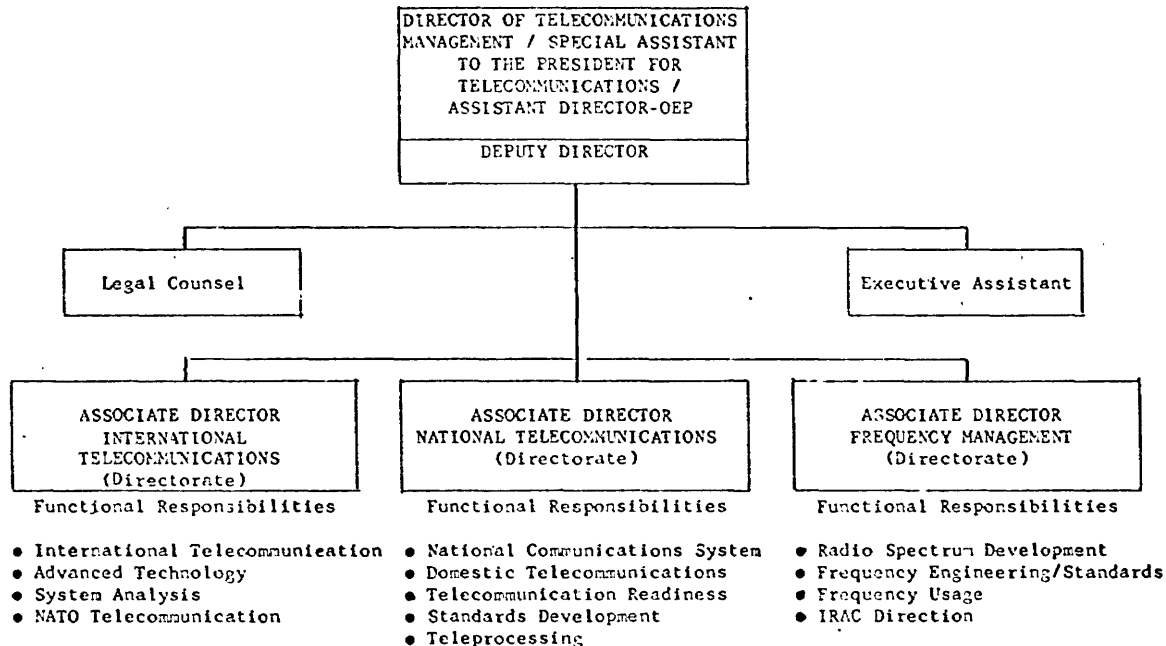 DIRECTOR OF TELECOMMUNICATIONS
MANAGEMENT / SPECIAL ASSISTANT
TO THE PRESIDENT FOR
TELECOMMUNICATIONS /
ASSISTANT DIRECTOR-OEP
DEPUTY DIRECTOR
Legal Counsel
Executive Assistant
ASSOCIATE DIRECTOR
INTERNATIONAL
TELECOMMUNICATIONS
(Directorate)
Functional Responsibilities
● International Telecommunication
● Advanced Technology
● System Analysis
● NATO Telecommunication
ASSOCIATE DIRECTOR
NATIONAL TELECOMMUNICATIONS
(Directorate)
Functional Responsibilities
● National Communications System
● Domestic Telecommunications
● Telecommunication Readiness
● Standards Development
● Teleprocessing
ASSOCIATE DIRECTOR
FREQUENCY MANAGEMENT
(Directorate)
Functional Responsibilities
● Radio Spectrum Development
● Frequency Engineering/Standards
● Frequency Usage
● IRAC Direction